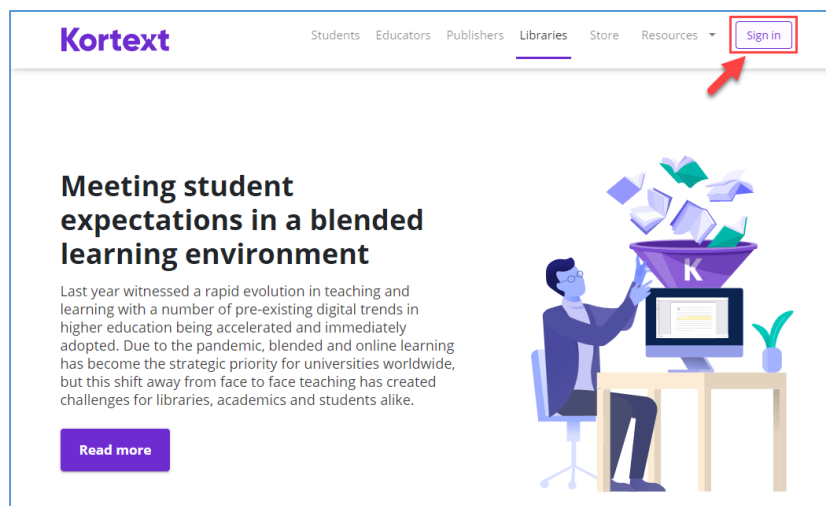 Kortext
Students Educators Publishers Libraries Store Resources Sign in
Meeting student
expectations in a blended
learning environment
Last year witnessed a rapid evolution in teaching and
learning with a number of pre-existing digital trends in
higher education being accelerated and immediately
adopted. Due to the pandemic, blended and online learning
has become the strategic priority for universities worldwide,
but this shift away from face to face teaching has created
challenges for libraries, academics and students alike.
Read more
K